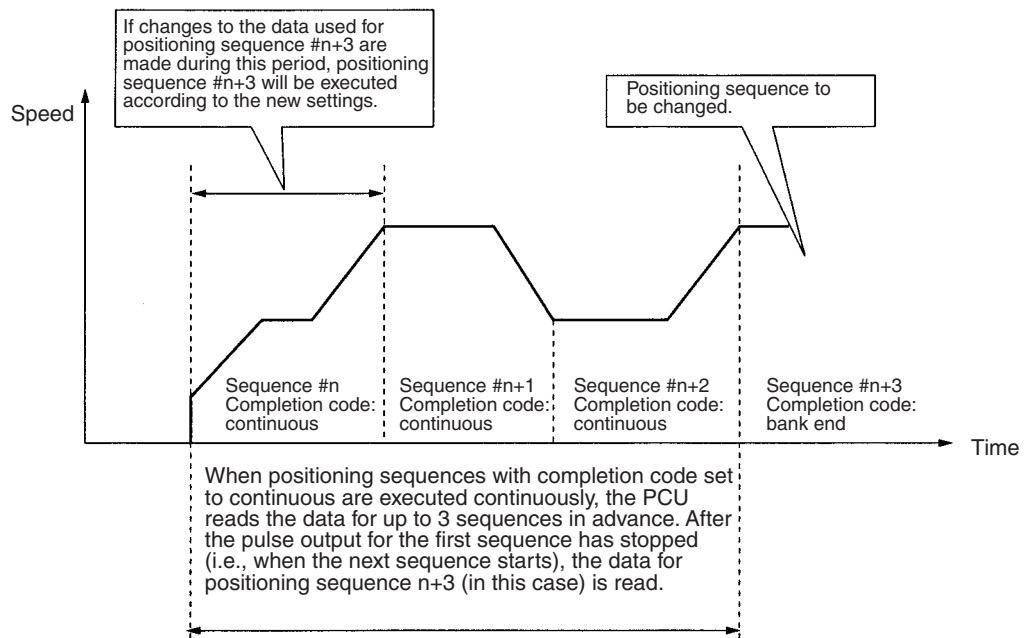 If changes to the data used for
positioning sequence #n+3 are
made during this period, positioning
sequence #n+3 will be executed
according to the new settings.
Positioning sequence to
be changed.
Speed
Sequence #n
Completion code:
continuous
Sequence #n+1
Completion code:
continuous
Sequence #n+2
Completion code:
continuous
Sequence #n+3
Completion code:
bank end
Time
When positioning sequences with completion code set
to continuous are executed continuously, the PCU
reads the data for up to 3 sequences in advance. After
the pulse output for the first sequence has stopped
(i.e., when the next sequence starts), the data for
positioning sequence n+3 (in this case) is read.